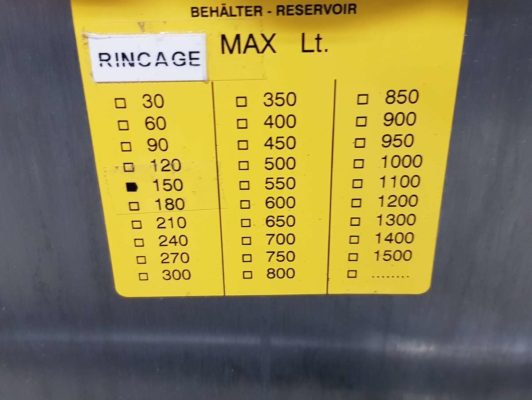 BEHÄLTER - RESERVOIR
RINCAGE MAX Lt.
☐ 30 ☐ 350 ☐ 850
☐ 60 ☐ 400 ☐ 900
☐ 90 ☐ 450 ☐ 950
☐ 120 ☐ 500 ☐ 1000
■ 150 ☐ 550 ☐ 1100
☐ 180 ☐ 600 ☐ 1200
☐ 210 ☐ 650 ☐ 1300
☐ 240 ☐ 700 ☐ 1400
☐ 270 ☐ 750 ☐ 1500
☐ 300 ☐ 800 ☐ ........